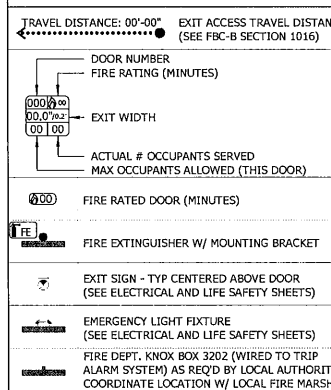 TRAVEL DISTANCE: 00'-00" EXIT ACCESS TRAVEL DISTAN
(SEE FBC-B SECTION 1016)
DOOR NUMBER
FIRE RATING (MINUTES)
000 00
00.0"/0.2" EXIT WIDTH
00 00
ACTUAL # OCCUPANTS SERVED
MAX OCCUPANTS ALLOWED (THIS DOOR)
00 FIRE RATED DOOR (MINUTES)
FE
FIRE EXTINGUISHER W/ MOUNTING BRACKET
EXIT SIGN - TYP CENTERED ABOVE DOOR
(SEE ELECTRICAL AND LIFE SAFETY SHEETS)
EMERGENCY LIGHT FIXTURE
(SEE ELECTRICAL AND LIFE SAFETY SHEETS)
FIRE DEPT. KNOX BOX 3202 (WIRED TO TRIP
ALARM SYSTEM) AS REQ'D BY LOCAL AUTHORIT
COORDINATE LOCATION W/ LOCAL FIRE MARSH